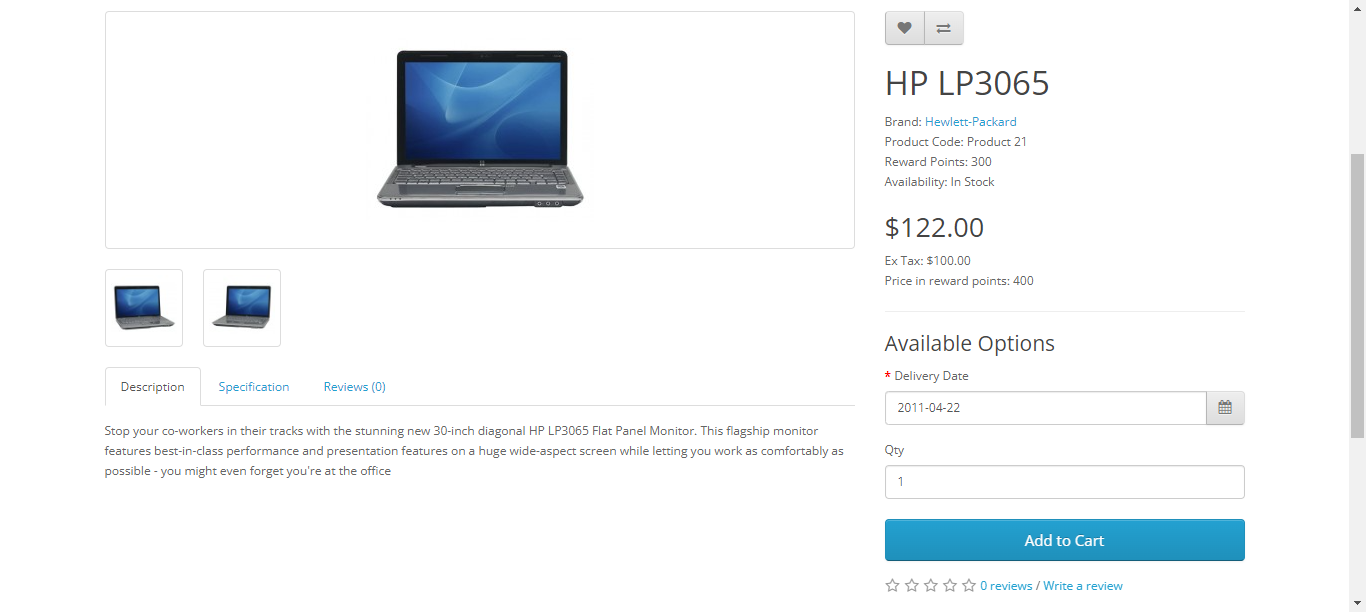 HP LP3065
Brand: Hewlett-Packard
Product Code: Product 21
Reward Points: 300
Availability: In Stock
$122.00
Ex Tax: $100.00
Price in reward points: 400
Available Options
* Delivery Date
2011-04-22
Qty
1
Add to Cart
0 reviews / Write a review
Description Specification Reviews (0)
Stop your co-workers in their tracks with the stunning new 30-inch diagonal HP LP3065 Flat Panel Monitor. This flagship monitor
features best-in-class performance and presentation features on a huge wide-aspect screen while letting you work as comfortably as
possible - you might even forget you're at the office